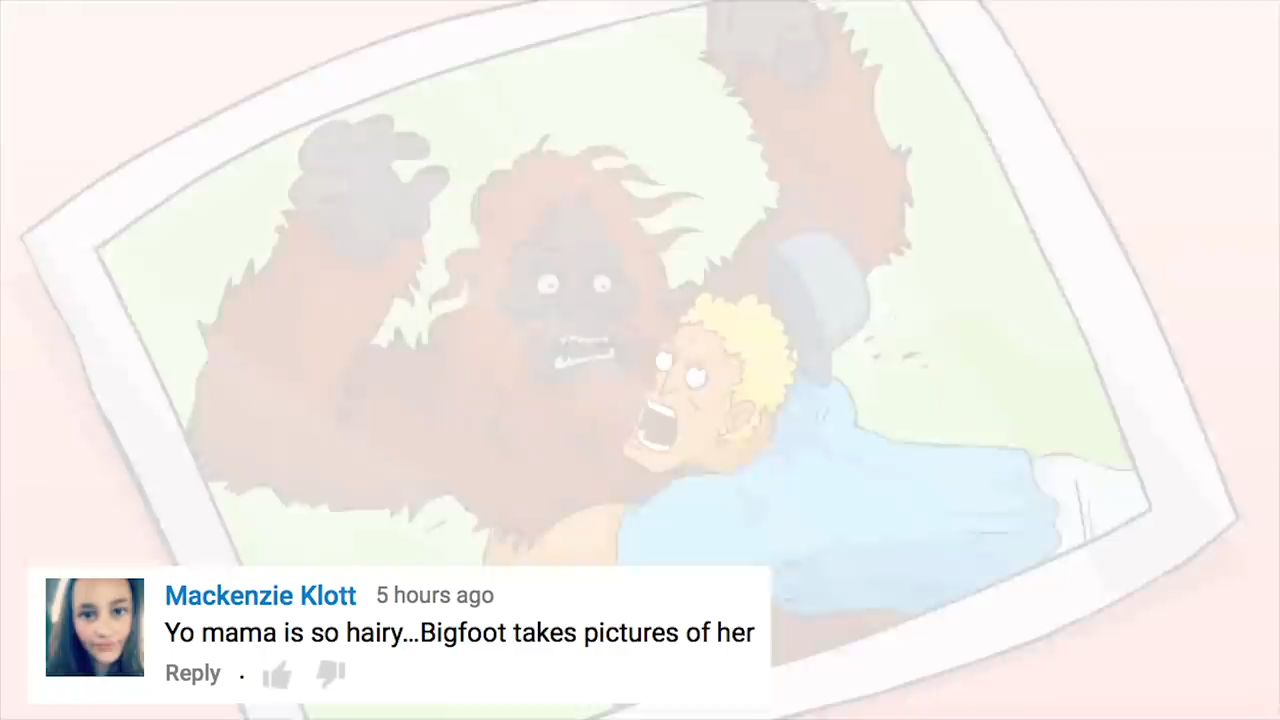 Mackenzie Klott 5 hours ago
Yo mama is so hairy...Bigfoot takes pictures of her
Reply .